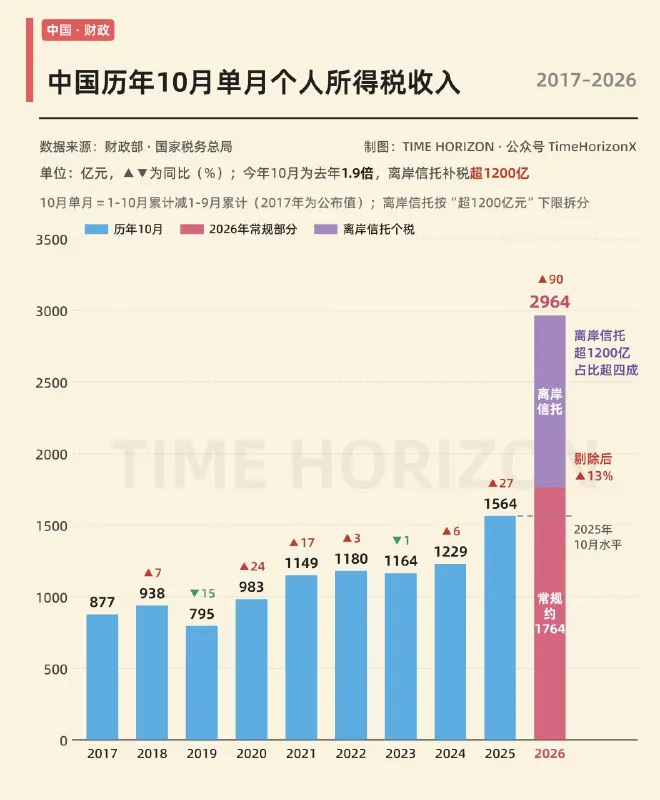 中国·财政
中国历年10月单月个人所得税收入
2017–2026
数据来源：财政部·国家税务总局
制图：TIME HORIZON·公众号 TimeHorizonX
单位：亿元，▲▼为同比（%）；今年10月为去年1.9倍，离岸信托补税超1200亿
10月单月＝1-10月累计减1-9月累计（2017年为公布值）；离岸信托按“超1200亿元”下限拆分
历年10月
2026年常规部分
离岸信托个税
3500
3000
2500
2000
1500
1000
500
0
TIME HORIZON
877
▲7
938
▼15
795
▲24
983
▲17
1149
▲3
1180
▼1
1164
▲6
1229
▲27
1564
▲90
2964
离岸
信托
常规
约
1764
离岸信托
超1200亿
占比超四成
剔除后
▲13%
2025年
10月水平
2017
2018
2019
2020
2021
2022
2023
2024
2025
2026